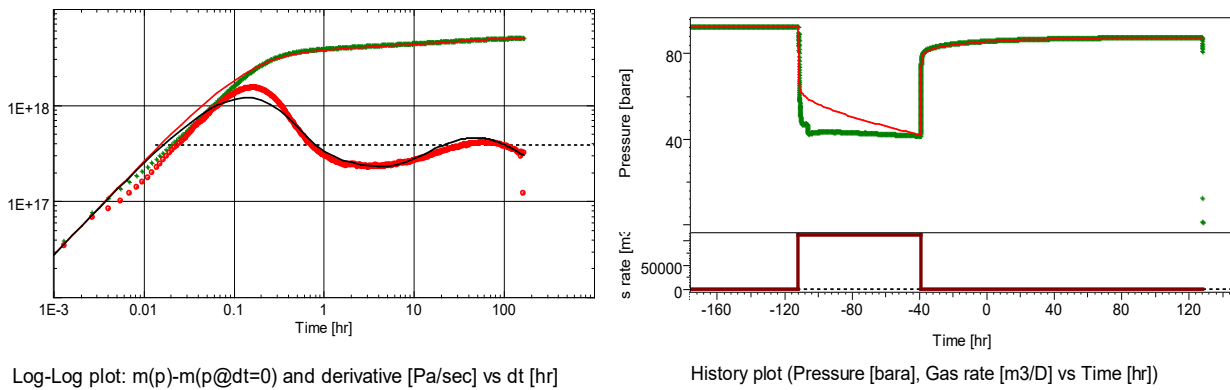 1E+18
1E+17
1E-3
0.01
0.1
1
10
100
Time [hr]
Log-Log plot: m(p)-m(p@dt=0) and derivative [Pa/sec] vs dt [hr]
80
40
Pressure [bara]
50000
0
s rate [m3
-160
-120
-80
-40
0
40
80
120
Time [hr]
History plot (Pressure [bara], Gas rate [m3/D] vs Time [hr])